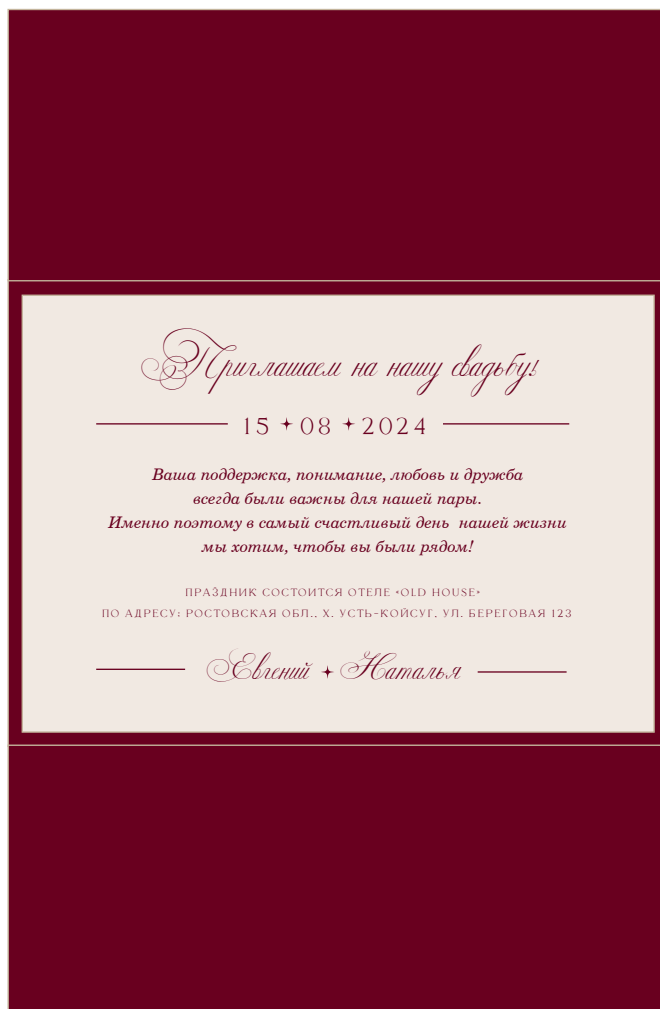 Приглашаем на нашу свадьбу!
15 ✦ 08 ✦ 2024
Ваша поддержка, понимание, любовь и дружба
всегда были важны для нашей пары.
Именно поэтому в самый счастливый день  нашей жизни
мы хотим, чтобы вы были рядом!
ПРАЗДНИК СОСТОИТСЯ ОТЕЛЕ «OLD HOUSE»
ПО АДРЕСУ: РОСТОВСКАЯ ОБЛ., Х. УСТЬ-КОЙСУГ, УЛ. БЕРЕГОВАЯ 123
Евгений ✦ Наталья